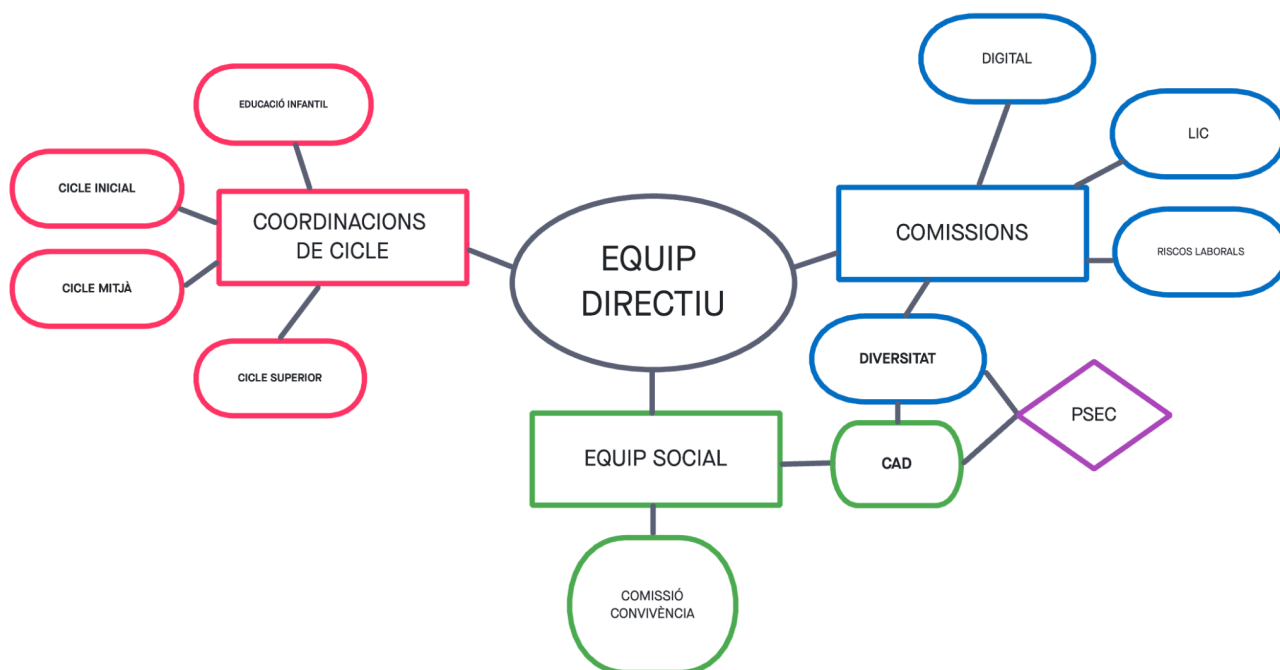 DIGITAL
EDUCACIÓ INFANTIL
LIC
CICLE INICIAL
COORDINACIONS
DE CICLE
COMISSIONS
EQUIP
DIRECTIU
RISCOS LABORALS
CICLE MITJÀ
DIVERSITAT
CICLE SUPERIOR
PSEC
EQUIP SOCIAL
CAD
COMISSIÓ
CONVIVÈNCIA